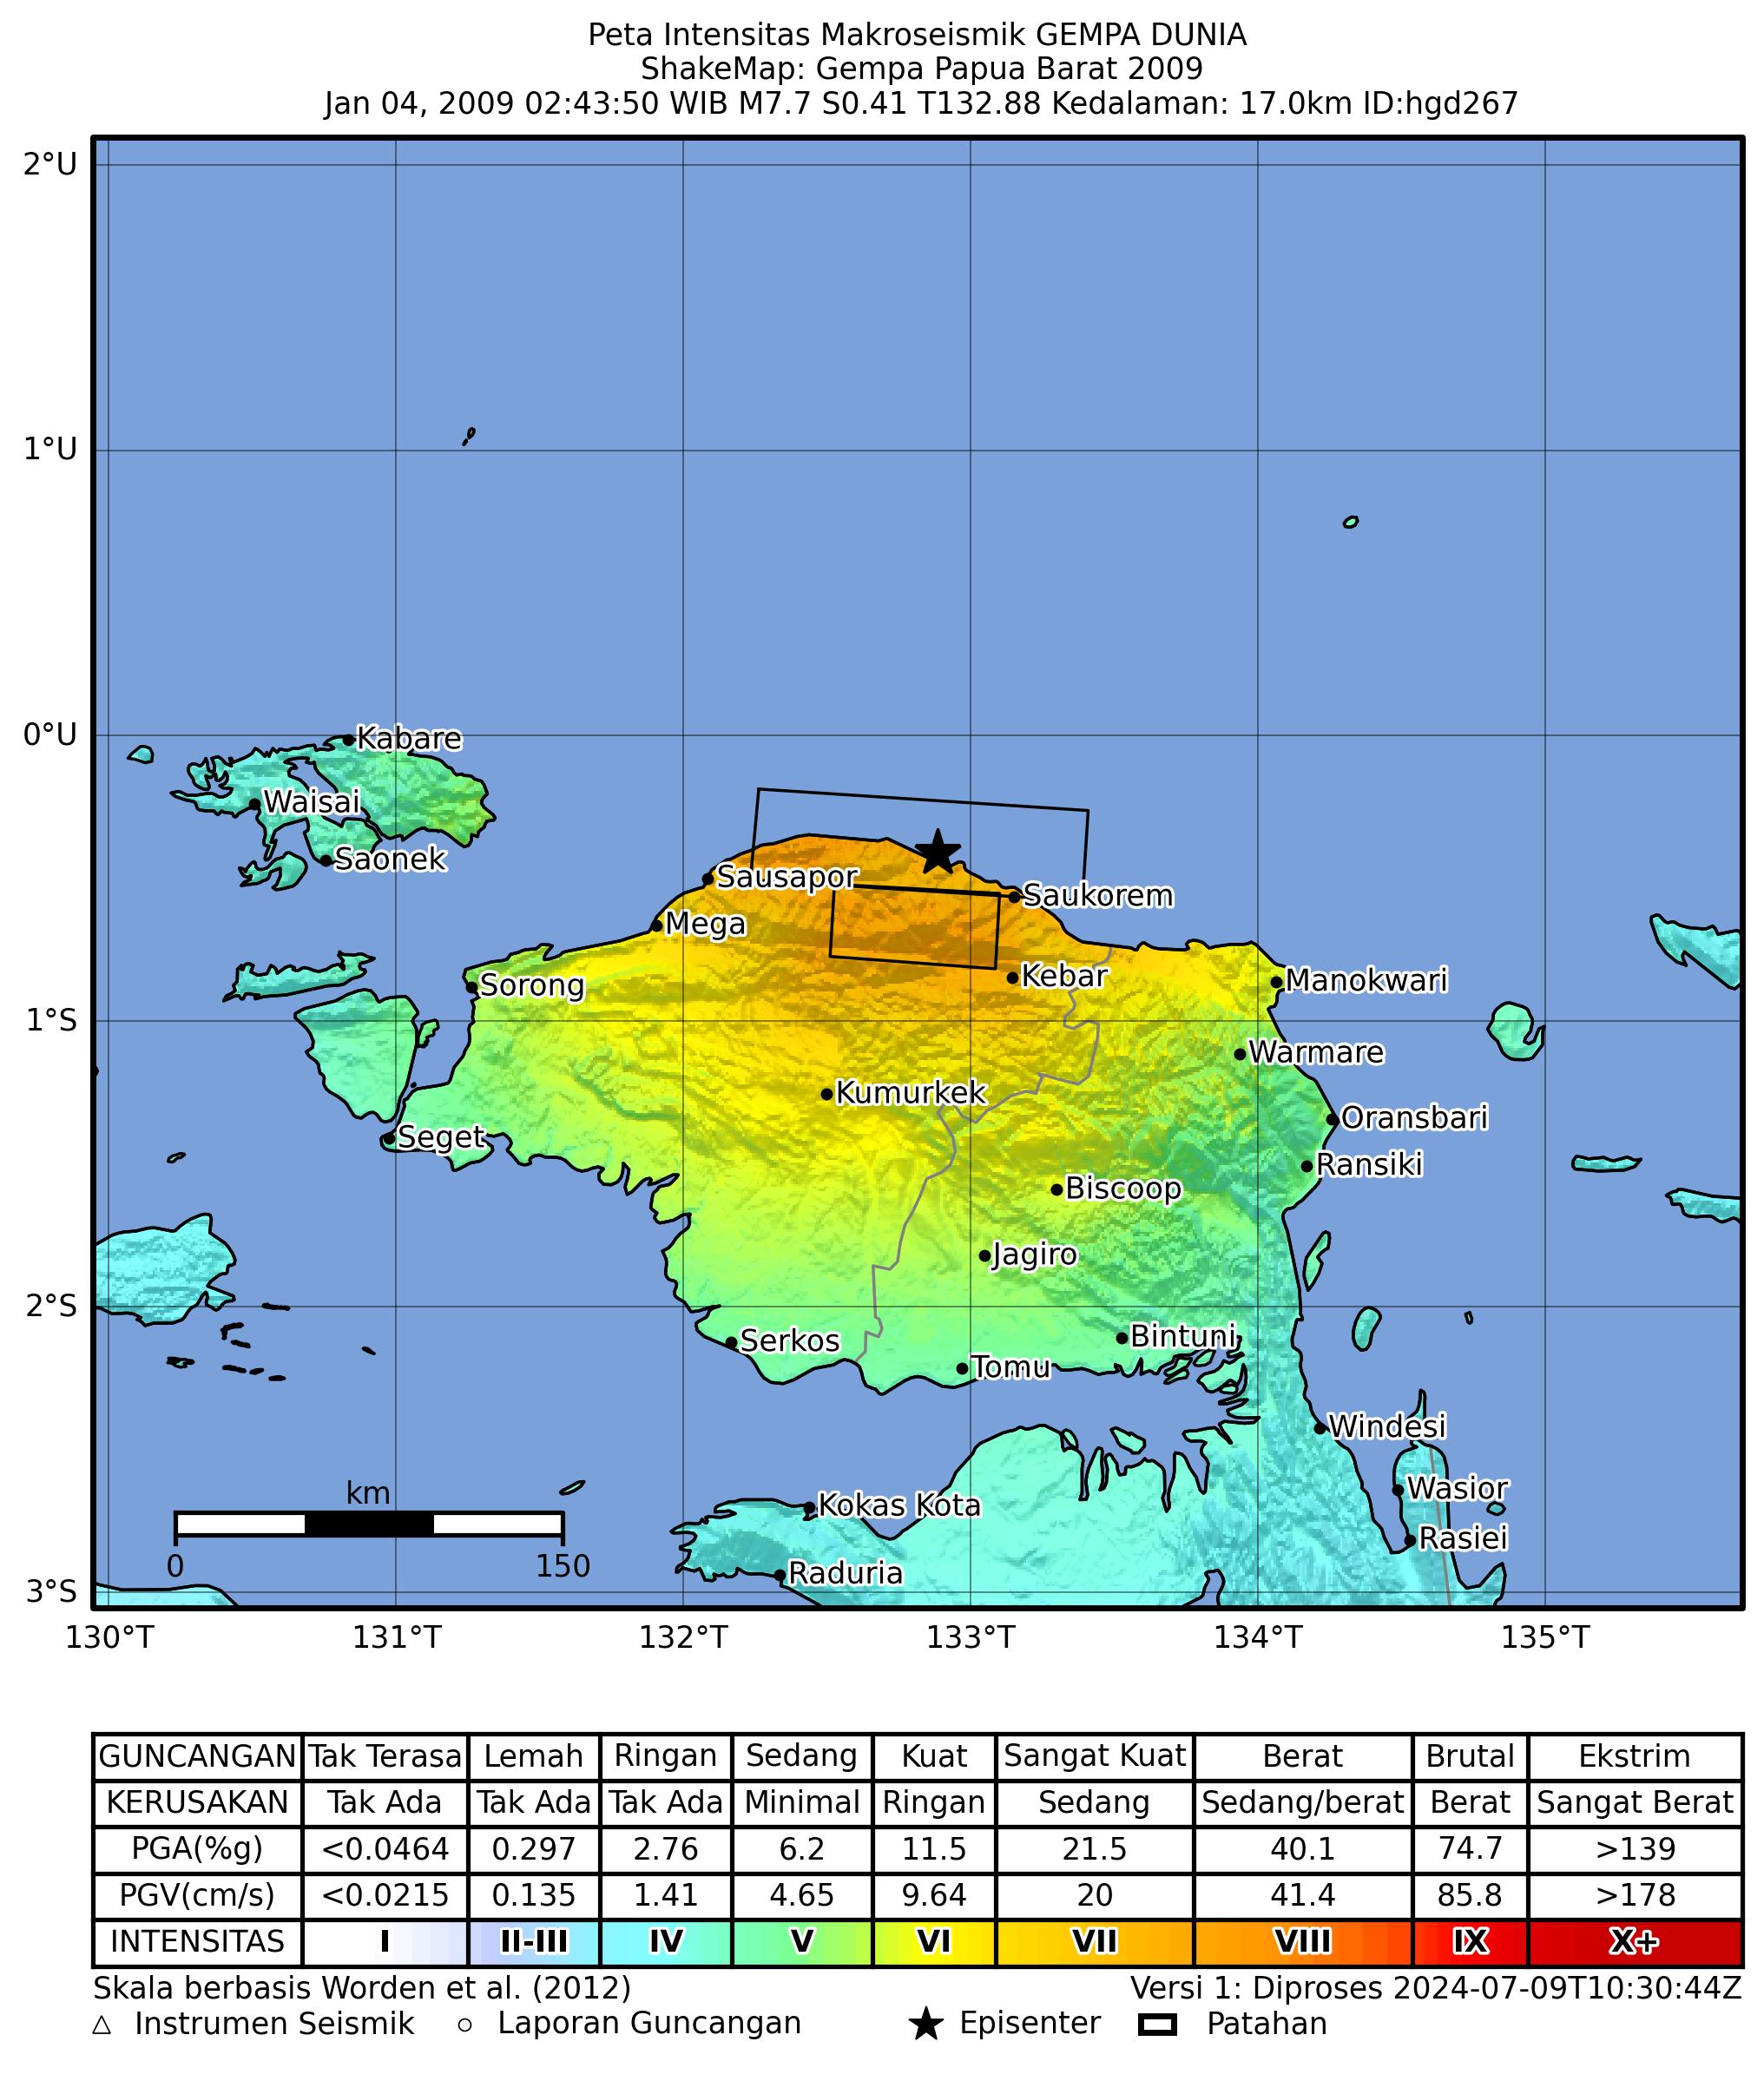 Peta Intensitas Makroseismik GEMPA DUNIA
ShakeMap: Gempa Papua Barat 2009
Jan 04, 2009 02:43:50 WIB M7.7 S0.41 T132.88 Kedalaman: 17.0km ID:hgd267
2°U
1°U
0°U
Kabare
Waisai
Saonek
Sausapor
Saukorem
Mega
Kebar
Sorong
Manokwari
1°S
Warmare
Kumurkek
Oransbari
Seget
Ransiki
Biscoop
Jagiro
2°S
Serkos
Bintuni
Tomu
Windesi
Wasior
km
Kokas Kota
Rasiei
0 150
Raduria
3°S
130°T 131°T 132°T 133°T 134°T 135°T
GUNCANGAN Tak Terasa Lemah Ringan Sedang Kuat Sangat Kuat Berat Brutal Ekstrim
KERUSAKAN Tak Ada Tak Ada Tak Ada Minimal Ringan Sedang Sedang/berat Berat Sangat Berat
PGA(%g) <0.0464 0.297 2.76 6.2 11.5 21.5 40.1 74.7 >139
PGV(cm/s) <0.0215 0.135 1.41 4.65 9.64 20 41.4 85.8 >178
INTENSITAS I II-III IV V VI VII VIII IX X+
Skala berbasis Worden et al. (2012) Versi 1: Diproses 2024-07-09T10:30:44Z
Instrumen Seismik Laporan Guncangan Episenter Patahan